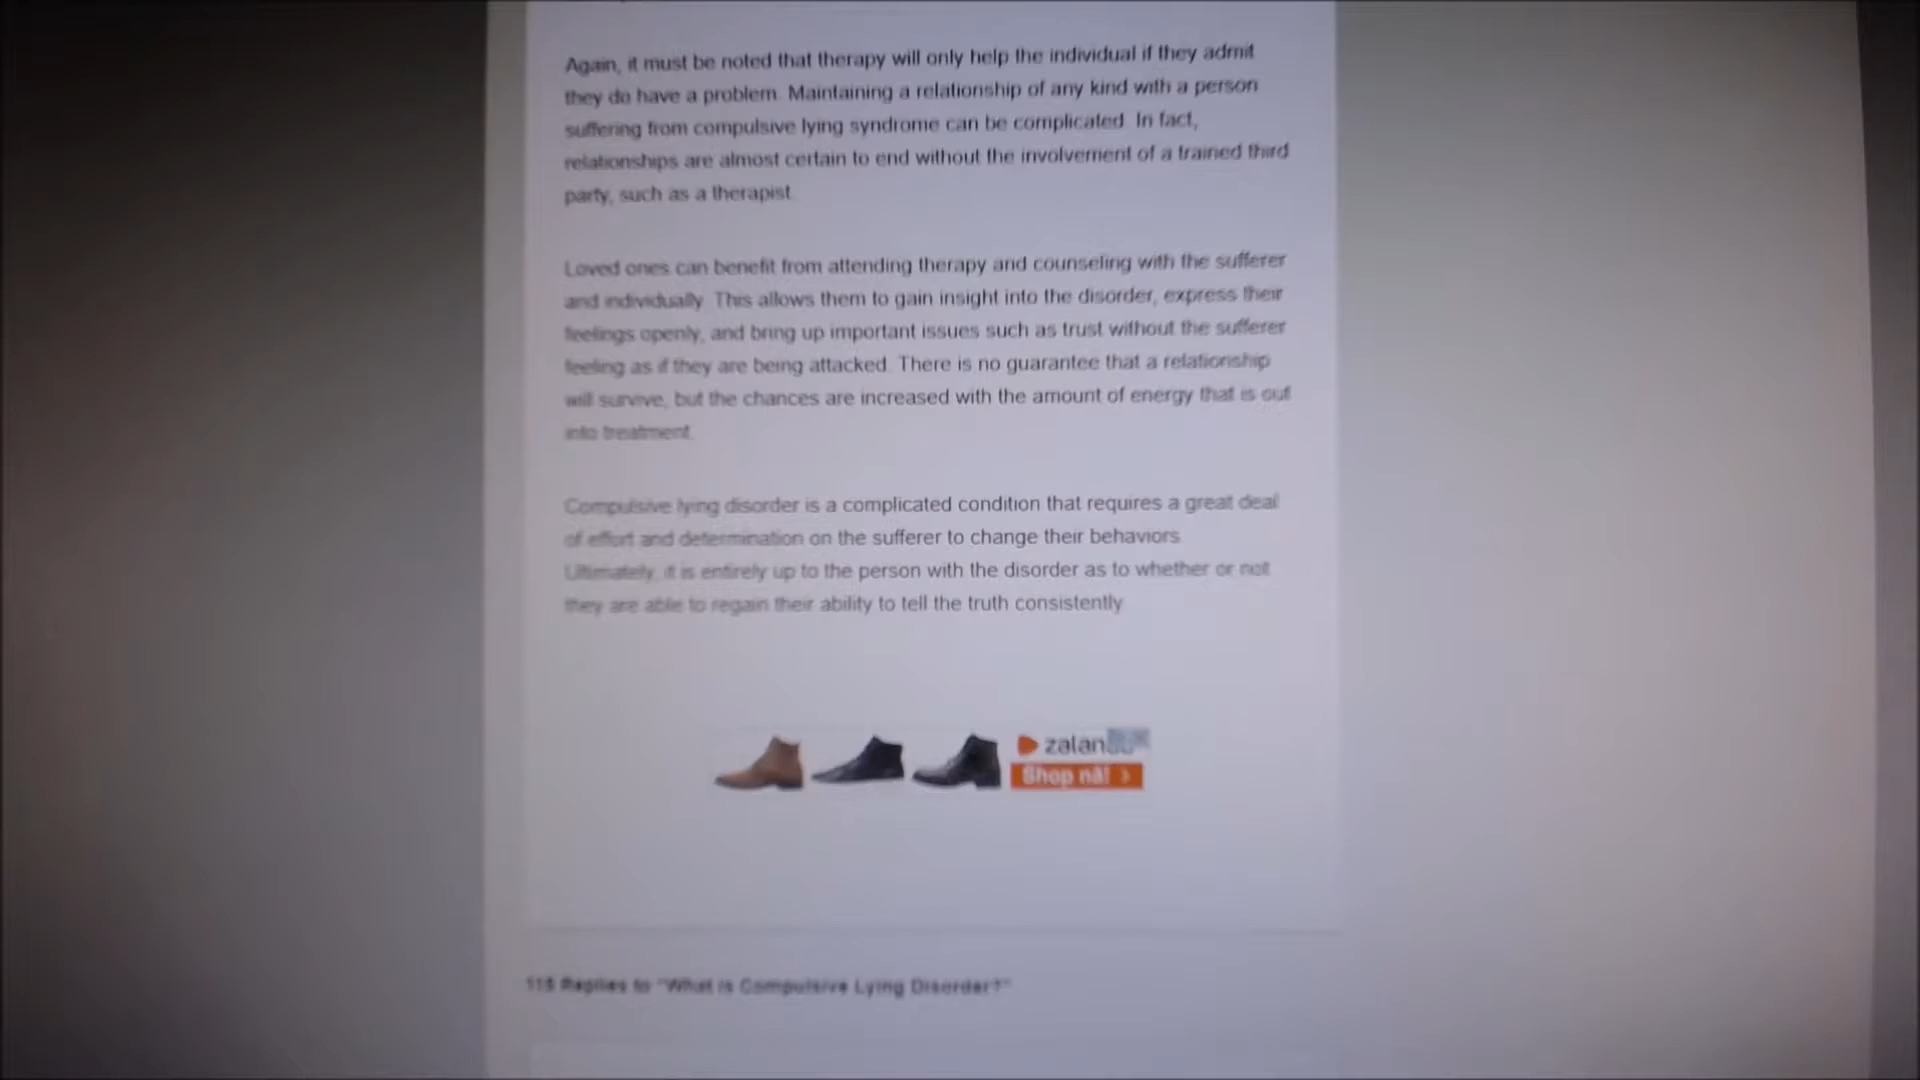 Again, it must be noted that therapy will only help the individual if they admit
they do have a problem. Maintaining a relationship of any kind with a person
suffering from compulsive lying syndrome can be complicated. In fact,
relationships are almost certain to end without the involvement of a trained third
party, such as a therapist.
Loved ones can benefit from attending therapy and counseling with the sufferer
and individually. This allows them to gain insight into the disorder, express their
feelings openly, and bring up important issues such as trust without the sufferer
feeling as if they are being attacked. There is no guarantee that a relationship
will survive, but the chances are increased with the amount of energy that is out
into treatment.
Compulsive lying disorder is a complicated condition that requires a great deal
of effort and determination on the sufferer to change their behaviors.
Ultimately, it is entirely up to the person with the disorder as to whether or not
they are able to regain their ability to tell the truth consistently.
zalando
Shop nå! >
Replies to "What is Compulsive Lying Disorder?"